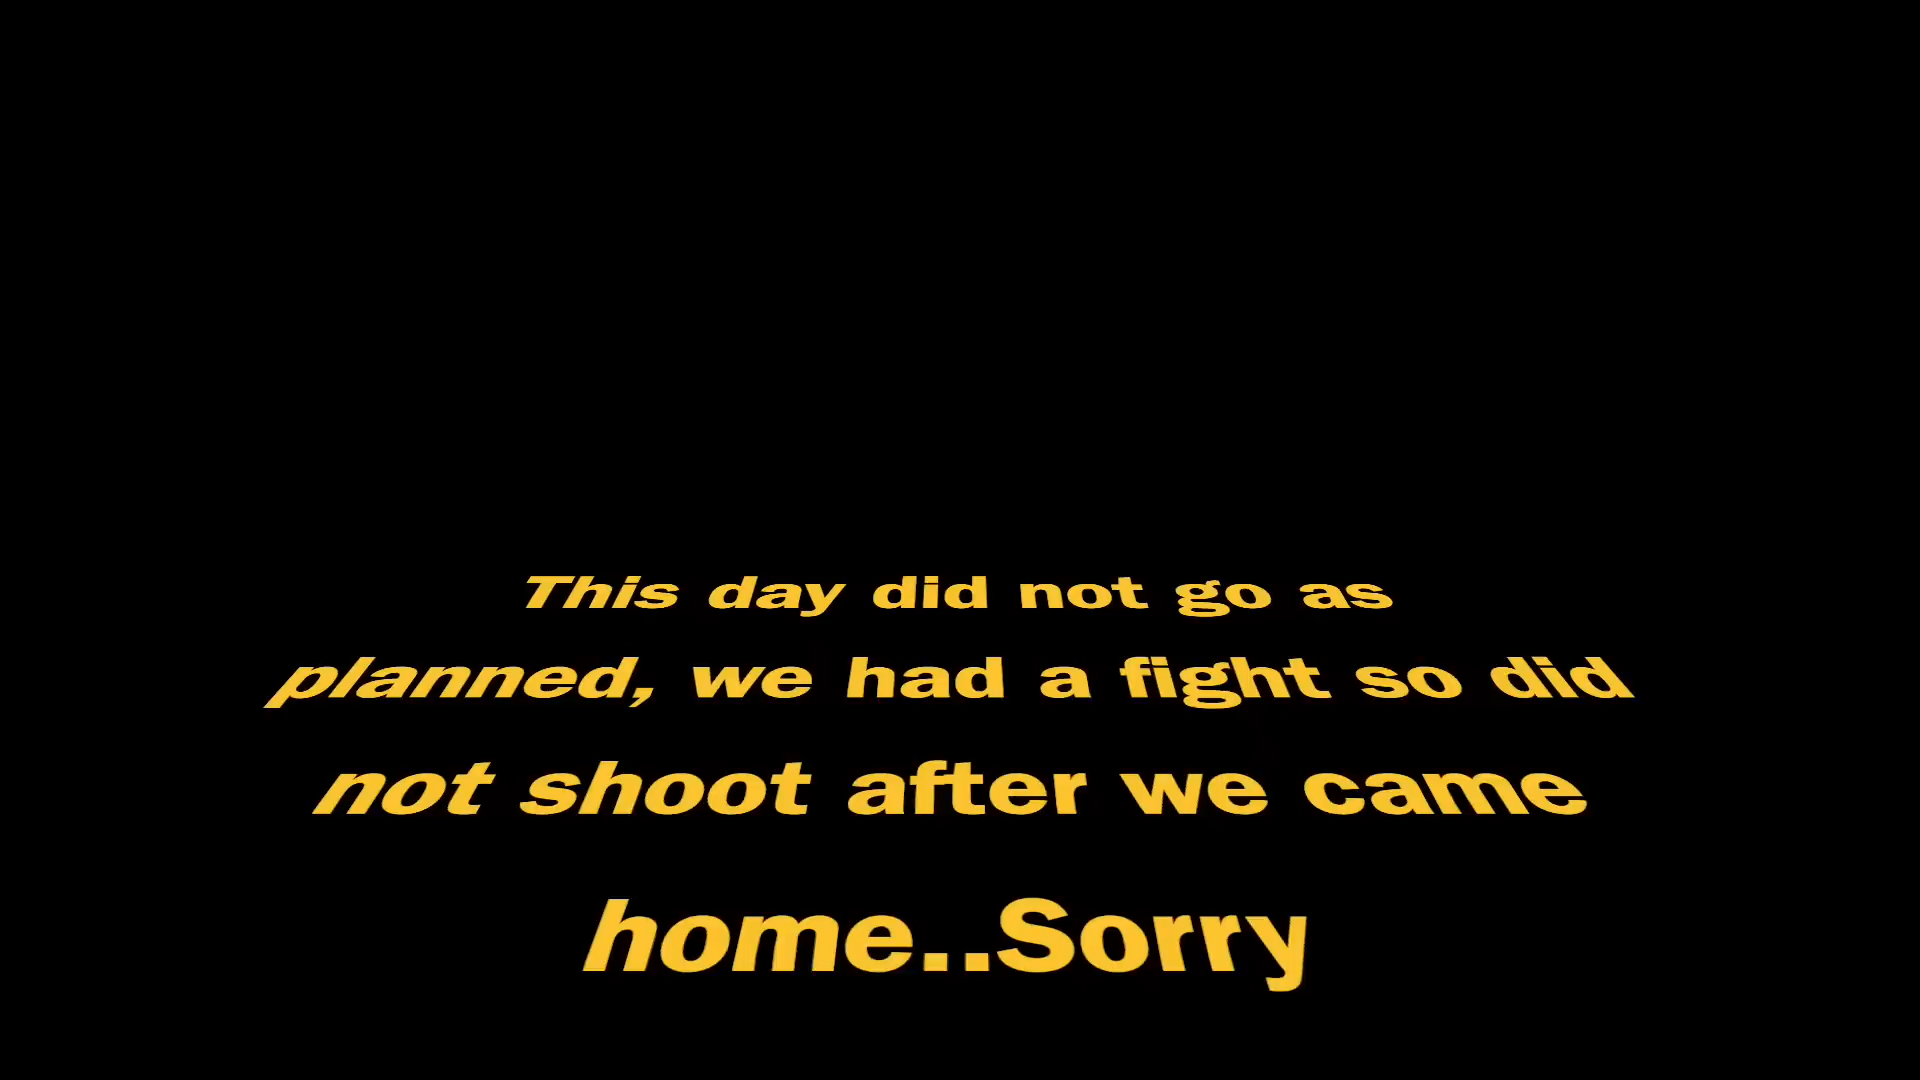 This day did not go as
planned, we had a fight so did
not shoot after we came
home..Sorry